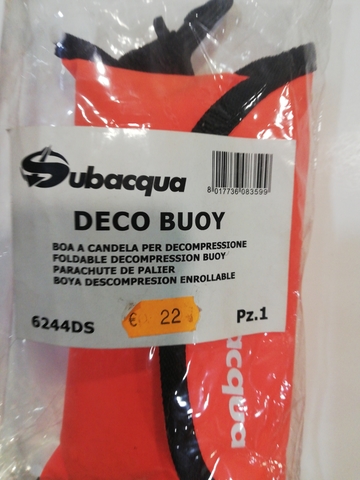 Subacqua
8 017736 083599
DECO BUOY
BOA A CANDELA PER DECOMPRESSIONE
FOLDABLE DECOMPRESSION BUOY
PARACHUTE DE PALIER
BOYA DESCOMPRESION ENROLLABLE
6244DS
€ 22
Pz.1
acqua